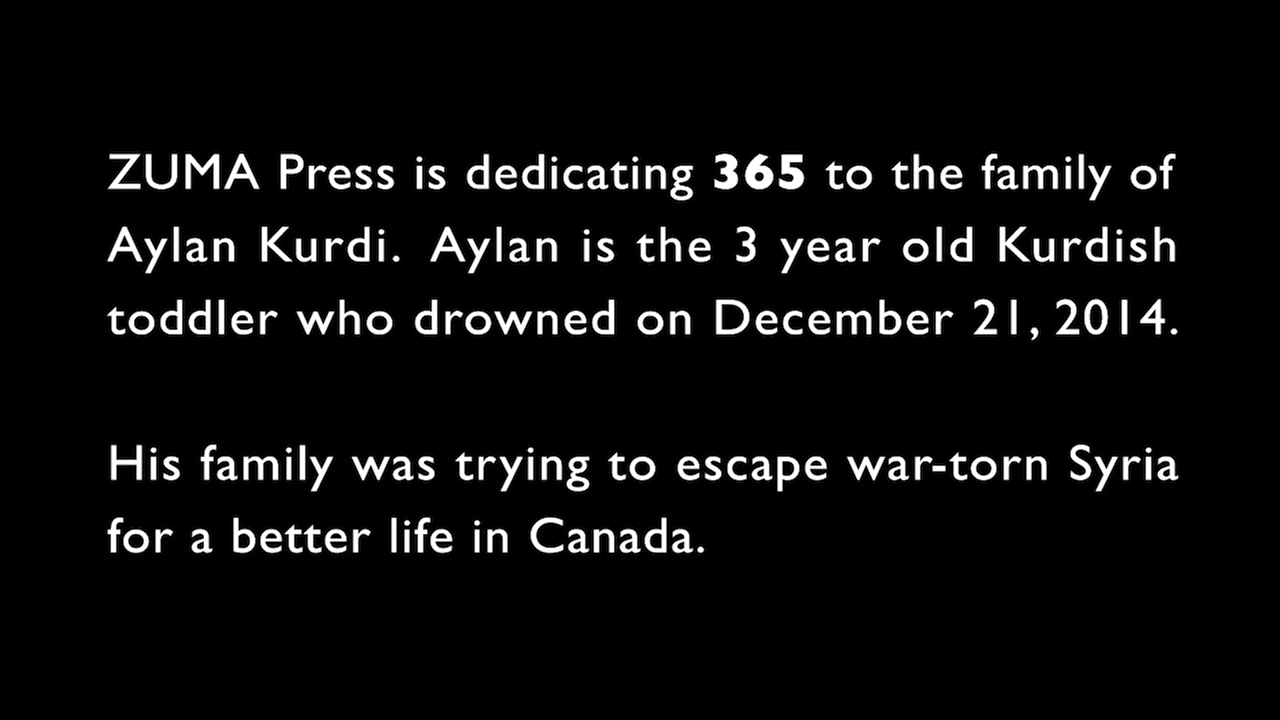 ZUMA Press is dedicating 365 to the family of
Aylan Kurdi. Aylan is the 3 year old Kurdish
toddler who drowned on December 21, 2014.
His family was trying to escape war-torn Syria
for a better life in Canada.